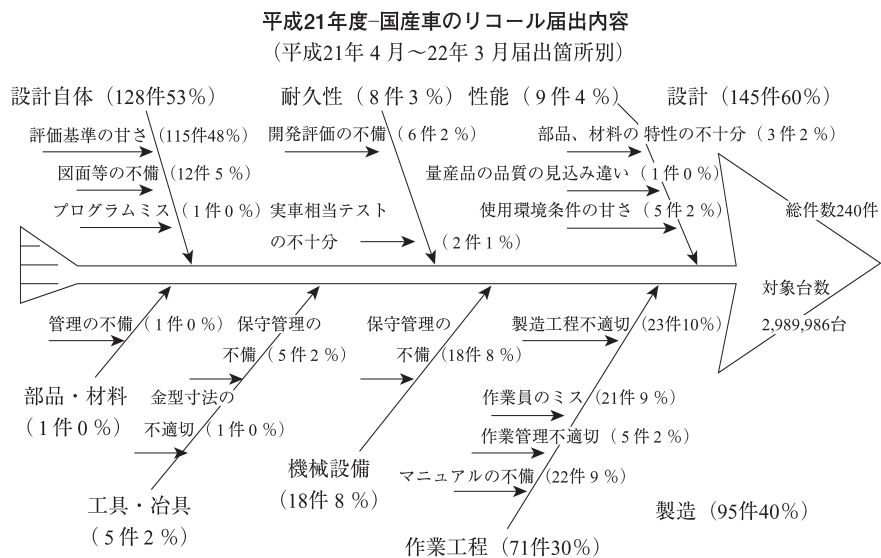 平成21年度−国産車のリコール届出内容
（平成21年４月～22年３月届出箇所別）
設計自体（128件53％）
耐久性（８件３％）
性能（９件４％）
設計（145件60％）
評価基準の甘さ（115件48％）
図面等の不備（12件５％）
プログラムミス（１件０％）
開発評価の不備（６件２％）
実車相当テスト
の不十分（２件１％）
部品、材料の特性の不十分（３件２％）
量産品の品質の見込み違い（１件０％）
使用環境条件の甘さ（５件２％）
総件数240件
対象台数
2,989,986台
管理の不備（１件０％）
部品・材料
（１件０％）
保守管理の
不備（５件２％）
金型寸法の
不適切（１件０％）
工具・冶具
（５件２％）
保守管理の
不備（18件８％）
機械設備
（18件８％）
製造工程不適切（23件10％）
作業員のミス（21件９％）
作業管理不適切（５件２％）
マニュアルの不備（22件９％）
作業工程（71件30％）
製造（95件40％）